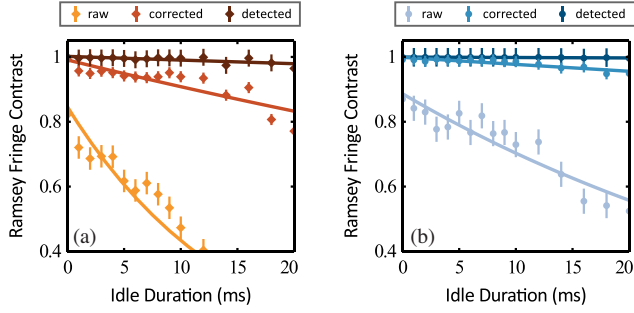 raw corrected detected
raw corrected detected
Ramsey Fringe Contrast
1
0.8
0.6
0.4
(a)
0 5 10 15 20
Idle Duration (ms)
Ramsey Fringe Contrast
1
0.8
0.6
0.4
(b)
0 5 10 15 20
Idle Duration (ms)